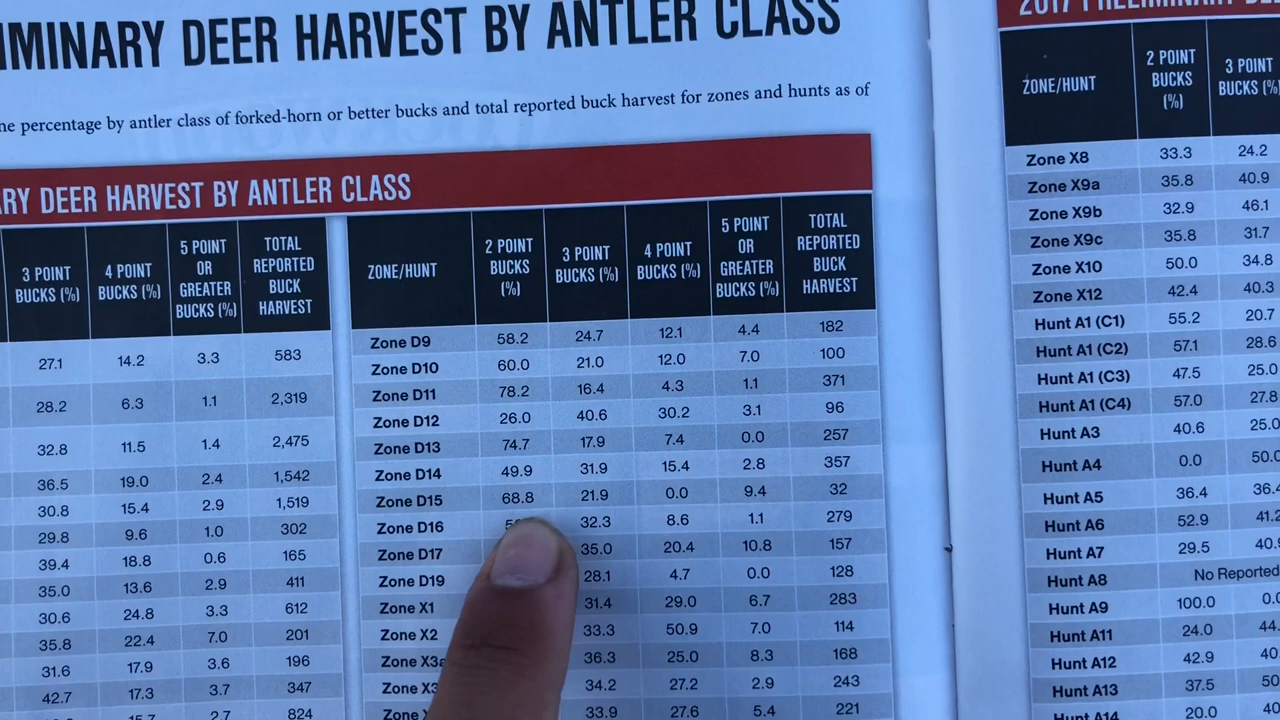 IMINARY DEER HARVEST BY ANTLER CLASS
ne percentage by antler class of forked-horn or better bucks and total reported buck harvest for zones and hunts as of
ARY DEER HARVEST BY ANTLER CLASS
3 POINT BUCKS (%) 4 POINT BUCKS (%) 5 POINT OR GREATER BUCKS (%) TOTAL REPORTED BUCK HARVEST
27.1 14.2 3.3 583
28.2 6.3 1.1 2,319
32.8 11.5 1.4 2,475
36.5 19.0 2.4 1,542
30.8 15.4 2.9 1,519
29.8 9.6 1.0 302
39.4 18.8 0.6 165
35.0 13.6 2.9 411
30.6 24.8 3.3 612
35.8 22.4 7.0 201
31.6 17.9 3.6 196
42.7 17.3 3.7 347
15.7 2.7 824
ZONE/HUNT 2 POINT BUCKS (%) 3 POINT BUCKS (%) 4 POINT BUCKS (%) 5 POINT OR GREATER BUCKS (%) TOTAL REPORTED BUCK HARVEST
Zone D9 58.2 24.7 12.1 4.4 182
Zone D10 60.0 21.0 12.0 7.0 100
Zone D11 78.2 16.4 4.3 1.1 371
Zone D12 26.0 40.6 30.2 3.1 96
Zone D13 74.7 17.9 7.4 0.0 257
Zone D14 49.9 31.9 15.4 2.8 357
Zone D15 68.8 21.9 0.0 9.4 32
Zone D16 32.3 8.6 1.1 279
Zone D17 35.0 20.4 10.8 157
Zone D19 28.1 4.7 0.0 128
Zone X1 31.4 29.0 6.7 283
Zone X2 33.3 50.9 7.0 114
Zone X3a 36.3 25.0 8.3 168
Zone X3 34.2 27.2 2.9 243
Zone 33.9 27.6 5.4 221
2017 PRELIMINARY
ZONE/HUNT 2 POINT BUCKS (%) 3 POINT BUCKS (%)
Zone X8 33.3 24.2
Zone X9a 35.8 40.9
Zone X9b 32.9 46.1
Zone X9c 35.8 31.7
Zone X10 50.0 34.8
Zone X12 42.4 40.3
Hunt A1 (C1) 55.2 20.7
Hunt A1 (C2) 57.1 28.6
Hunt A1 (C3) 47.5 25.0
Hunt A1 (C4) 57.0 27.8
Hunt A3 40.6 25.0
Hunt A4 0.0 50.0
Hunt A5 36.4 36.4
Hunt A6 52.9 41.2
Hunt A7 29.5 40.9
Hunt A8 No Reported
Hunt A9 100.0 0.0
Hunt A11 24.0 44.
Hunt A12 42.9 40
Hunt A13 37.5 50
Hunt A14 20.0 40